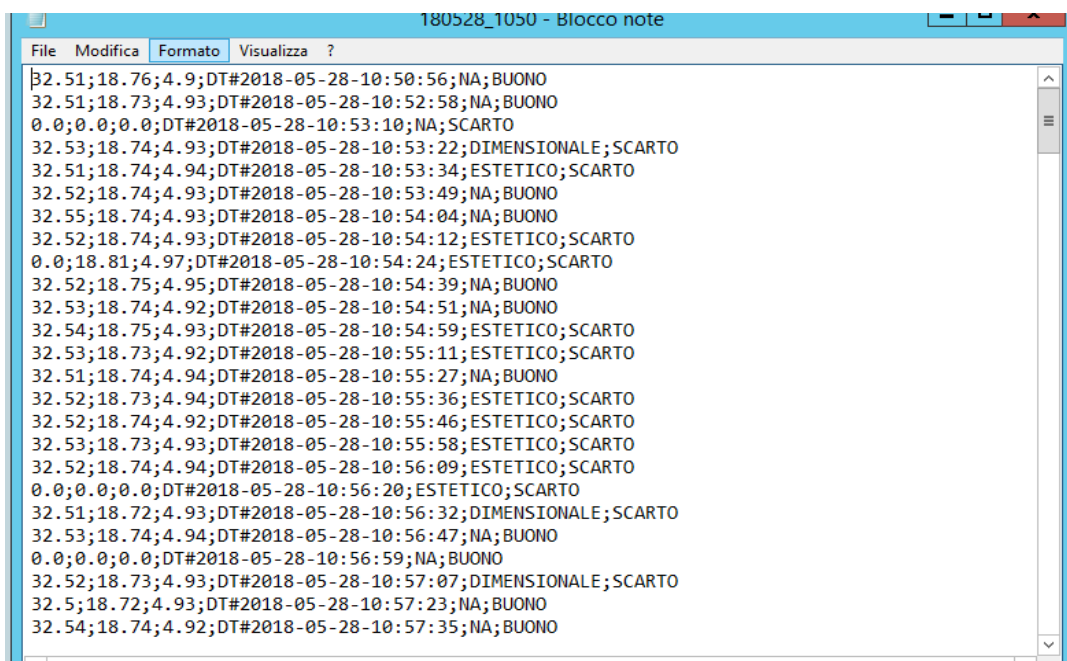 180528_1050 - Blocco note
File Modifica Formato Visualizza ?
32.51;18.76;4.9;DT#2018-05-28-10:50:56;NA;BUONO
32.51;18.73;4.93;DT#2018-05-28-10:52:58;NA;BUONO
0.0;0.0;0.0;DT#2018-05-28-10:53:10;NA;SCARTO
32.53;18.74;4.93;DT#2018-05-28-10:53:22;DIMENSIONALE;SCARTO
32.51;18.74;4.94;DT#2018-05-28-10:53:34;ESTETICO;SCARTO
32.52;18.74;4.93;DT#2018-05-28-10:53:49;NA;BUONO
32.55;18.74;4.93;DT#2018-05-28-10:54:04;NA;BUONO
32.52;18.74;4.93;DT#2018-05-28-10:54:12;ESTETICO;SCARTO
0.0;18.81;4.97;DT#2018-05-28-10:54:24;ESTETICO;SCARTO
32.52;18.75;4.95;DT#2018-05-28-10:54:39;NA;BUONO
32.53;18.74;4.92;DT#2018-05-28-10:54:51;NA;BUONO
32.54;18.75;4.93;DT#2018-05-28-10:54:59;ESTETICO;SCARTO
32.53;18.73;4.92;DT#2018-05-28-10:55:11;ESTETICO;SCARTO
32.51;18.74;4.94;DT#2018-05-28-10:55:27;NA;BUONO
32.52;18.73;4.94;DT#2018-05-28-10:55:36;ESTETICO;SCARTO
32.52;18.74;4.92;DT#2018-05-28-10:55:46;ESTETICO;SCARTO
32.53;18.73;4.93;DT#2018-05-28-10:55:58;ESTETICO;SCARTO
32.52;18.74;4.94;DT#2018-05-28-10:56:09;ESTETICO;SCARTO
0.0;0.0;0.0;DT#2018-05-28-10:56:20;ESTETICO;SCARTO
32.51;18.72;4.93;DT#2018-05-28-10:56:32;DIMENSIONALE;SCARTO
32.53;18.74;4.94;DT#2018-05-28-10:56:47;NA;BUONO
0.0;0.0;0.0;DT#2018-05-28-10:56:59;NA;BUONO
32.52;18.73;4.93;DT#2018-05-28-10:57:07;DIMENSIONALE;SCARTO
32.5;18.72;4.93;DT#2018-05-28-10:57:23;NA;BUONO
32.54;18.74;4.92;DT#2018-05-28-10:57:35;NA;BUONO